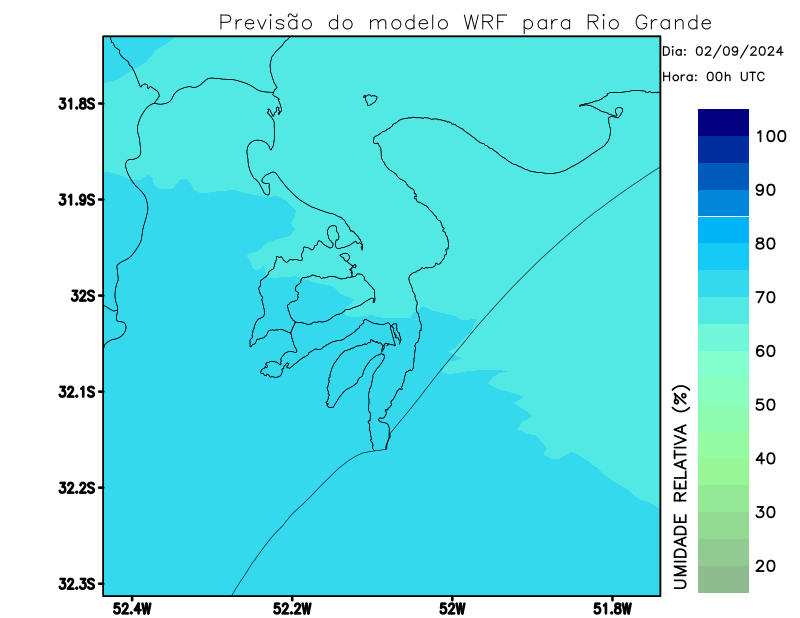 Previsão do modelo WRF para Rio Grande
Dia: 02/09/2024
Hora: 00h UTC
31.8S
31.9S
32S
32.1S
32.2S
32.3S
52.4W
52.2W
52W
51.8W
UMIDADE RELATIVA (%)
100
90
80
70
60
50
40
30
20